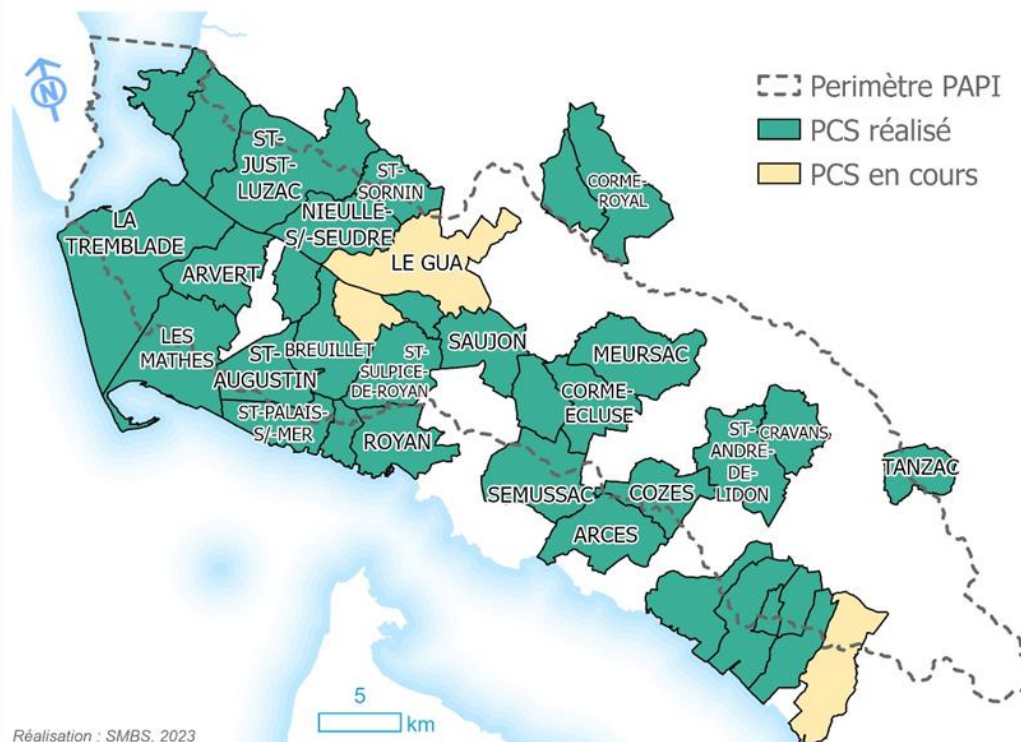 N
Perimètre PAPI
PCS réalisé
PCS en cours
ST-
JUST-
LUZAC
ST-
SORNIN
CORME-
ROYAL
LA
TREMBLADE
NIEULLE-
S/-SEUDRE
ARVERT
LE GUA
LES
MATHES
ST-
AUGUSTIN
BREUILLET
ST-
SULPICE-
DE-ROYAN
SAUJON
MEURSAC
CORME-
ECLUSE
ST-PALAIS-
S/-MER
ROYAN
ST-
ANDRÉ-
DE-
LIDON
CRAVANS
TANZAC
SEMUSSAC
COZES
ARCES
5
km
Réalisation : SMBS, 2023